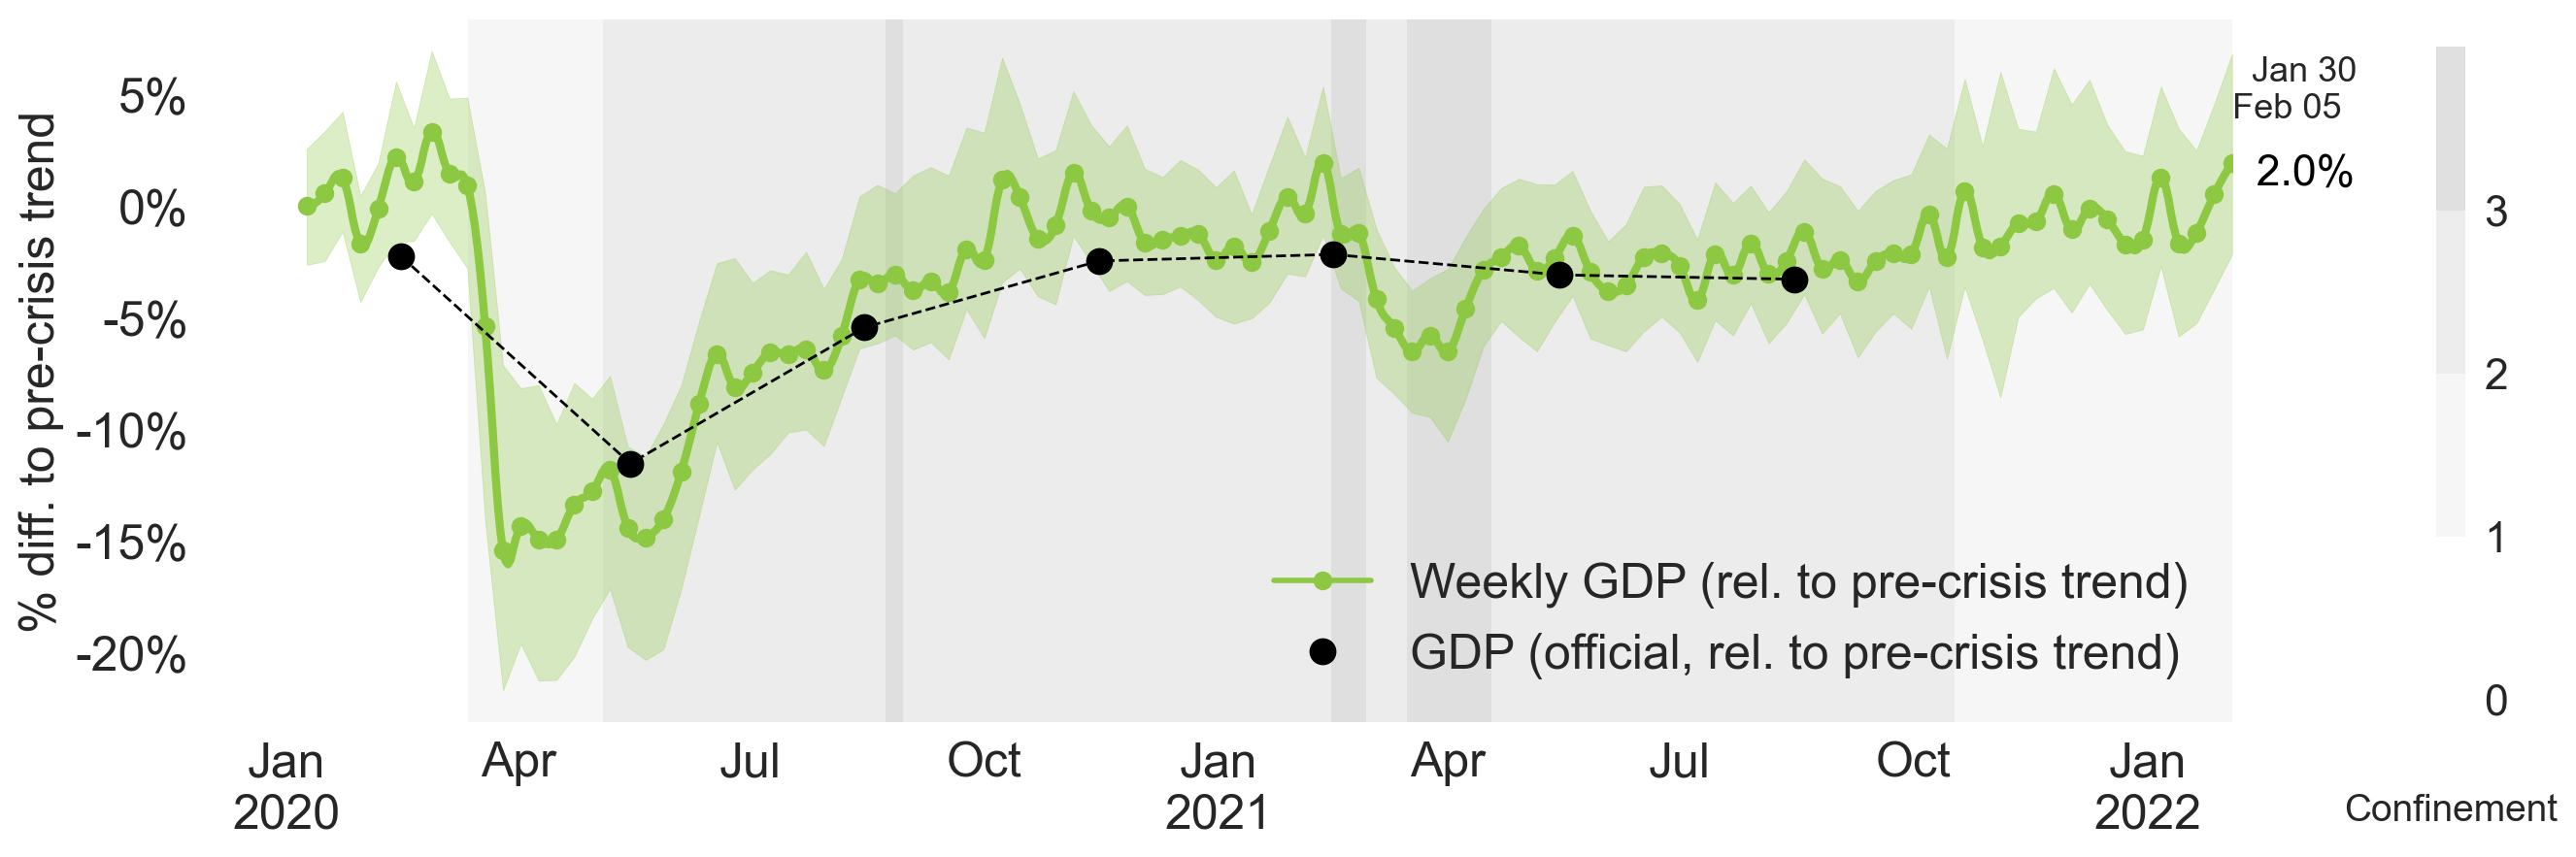 % diff. to pre-crisis trend
5%
0%
-5%
-10%
-15%
-20%
Jan 30
Feb 05
2.0%
Weekly GDP (rel. to pre-crisis trend)
GDP (official, rel. to pre-crisis trend)
Jan Apr Jul Oct Jan Apr Jul Oct Jan
2020 2021 2022
3
2
1
0
Confinement